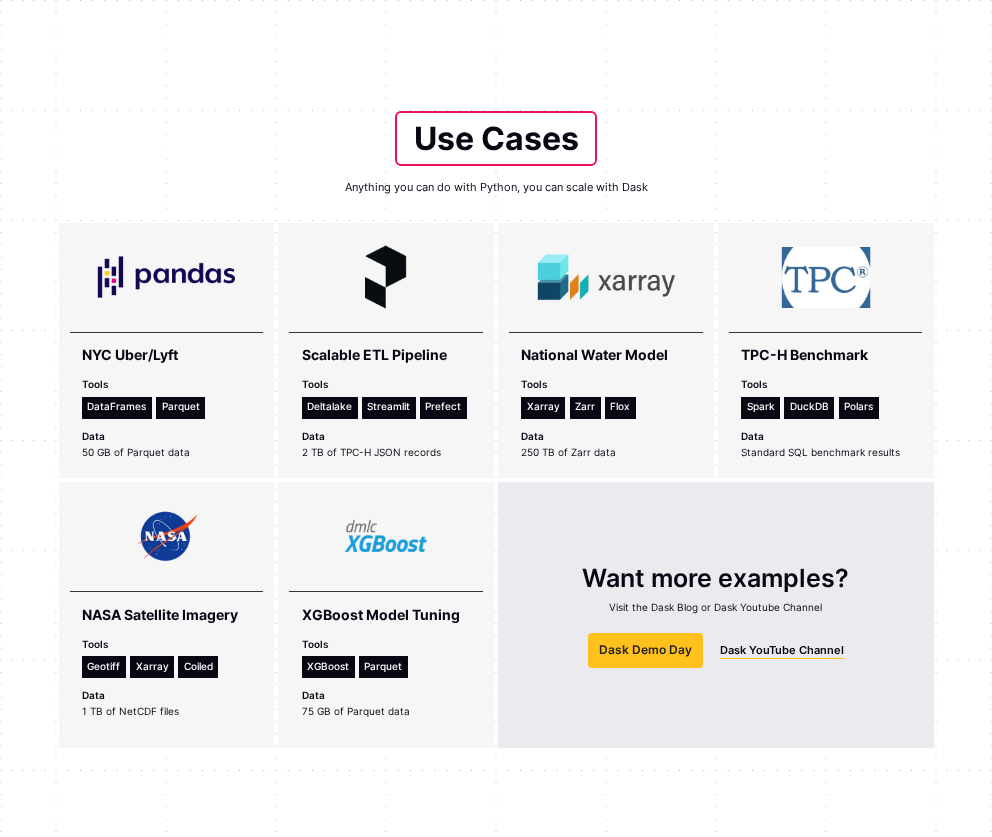 Use Cases
Anything you can do with Python, you can scale with Dask
pandas
xarray
TPC®
NYC Uber/Lyft
Tools
DataFrames Parquet
Data
50 GB of Parquet data
Scalable ETL Pipeline
Tools
Deltalake Streamlit Prefect
Data
2 TB of TPC-H JSON records
National Water Model
Tools
Xarray Zarr Flox
Data
250 TB of Zarr data
TPC-H Benchmark
Tools
Spark DuckDB Polars
Data
Standard SQL benchmark results
NASA
NASA Satellite Imagery
Tools
Geotiff Xarray Coiled
Data
1 TB of NetCDF files
dmlc
XGBoost
XGBoost Model Tuning
Tools
XGBoost Parquet
Data
75 GB of Parquet data
Want more examples?
Visit the Dask Blog or Dask Youtube Channel
Dask Demo Day Dask YouTube Channel